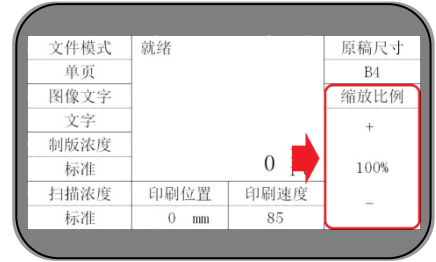 文件模式 就绪 原稿尺寸
单页 B4
图像文字 缩放比例
文字 +
制版浓度
标准 0 100%
扫描浓度 印刷位置 印刷速度 −
标准 0 mm 85